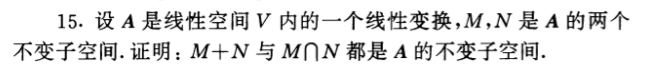 15. 设 A 是线性空间 V 内的一个线性变换,M,N 是 A 的两个
不变子空间.证明:M+N 与 M⋂N 都是 A 的不变子空间.